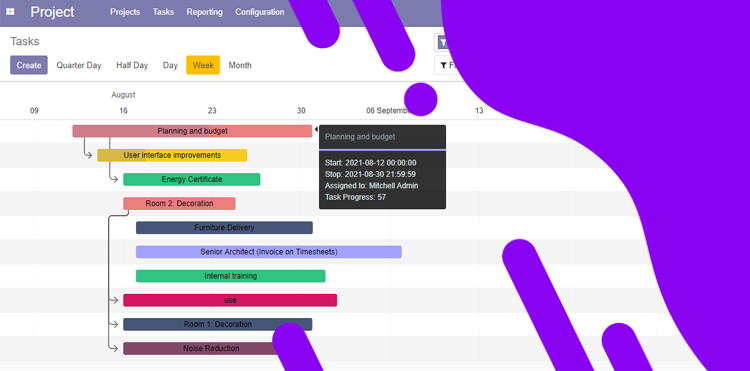 Project
Projects Tasks Reporting Configuration
Tasks
Create Quarter Day Half Day Day Week Month
August
09 16 23 30 06 September 13
Planning and budget
User interface improvements
Energy Certificate
Room 2: Decoration
Furniture Delivery
Senior Architect (Invoice on Timesheets)
Internal training
use
Room 1: Decoration
Noise Reduction
Planning and budget
Start: 2021-08-12 00:00:00
Stop: 2021-08-30 21:59:59
Assigned to: Mitchell Admin
Task Progress: 57